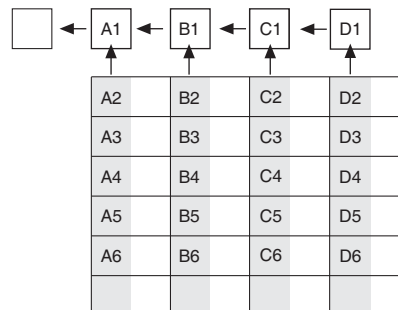 A1 B1 C1 D1
A2 B2 C2 D2
A3 B3 C3 D3
A4 B4 C4 D4
A5 B5 C5 D5
A6 B6 C6 D6